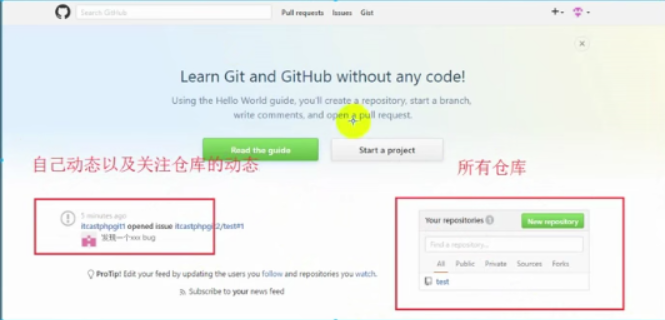 Search GitHub
Pull requests Issues Gist
Learn Git and GitHub without any code!
Using the Hello World guide, you'll create a repository, start a branch,
write comments, and open a pull request.
Read the guide Start a project
自己动态以及关注仓库的动态
所有仓库
5 minutes ago
itcastphpgit1 opened issue itcastphpgit2/test#1
发现一个xxx bug
ProTip! Edit your feed by updating the users you follow and repositories you watch.
Subscribe to your news feed
Your repositories 1 New repository
Find a repository...
All Public Private Sources Forks
test